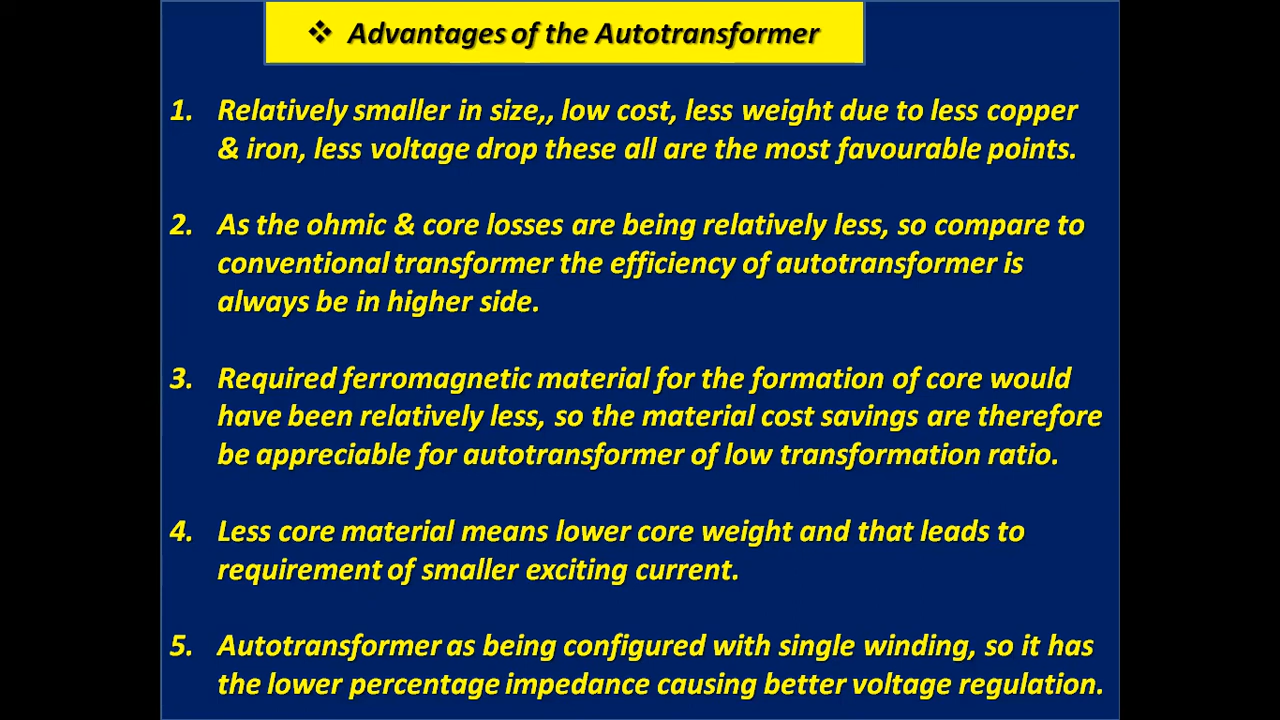 ❖ Advantages of the Autotransformer
1. Relatively smaller in size,, low cost, less weight due to less copper
& iron, less voltage drop these all are the most favourable points.
2. As the ohmic & core losses are being relatively less, so compare to
conventional transformer the efficiency of autotransformer is
always be in higher side.
3. Required ferromagnetic material for the formation of core would
have been relatively less, so the material cost savings are therefore
be appreciable for autotransformer of low transformation ratio.
4. Less core material means lower core weight and that leads to
requirement of smaller exciting current.
5. Autotransformer as being configured with single winding, so it has
the lower percentage impedance causing better voltage regulation.